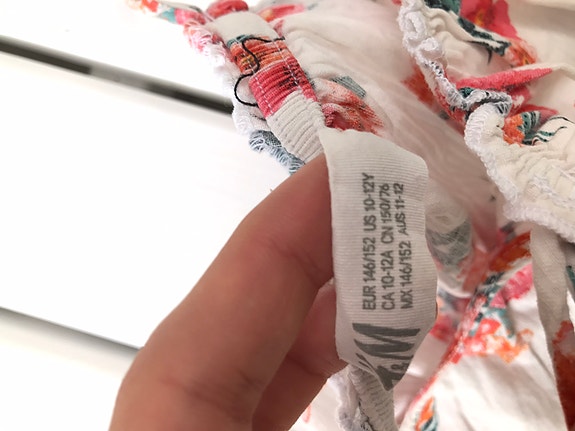 EUR 146/152 US 10-12Y
CA 10-12A CN 150/76
MX 146/152 AUS 11-12
H&M